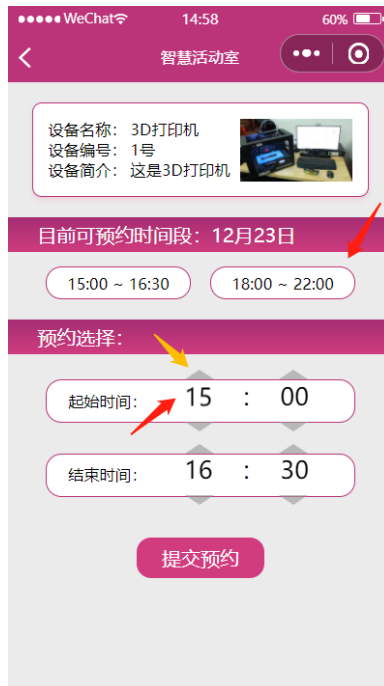 WeChat 14:58 60%
智慧活动室
设备名称： 3D打印机
设备编号： 1号
设备简介： 这是3D打印机
目前可预约时间段：12月23日
15:00 ~ 16:30 18:00 ~ 22:00
预约选择：
起始时间： 15 : 00
结束时间： 16 : 30
提交预约